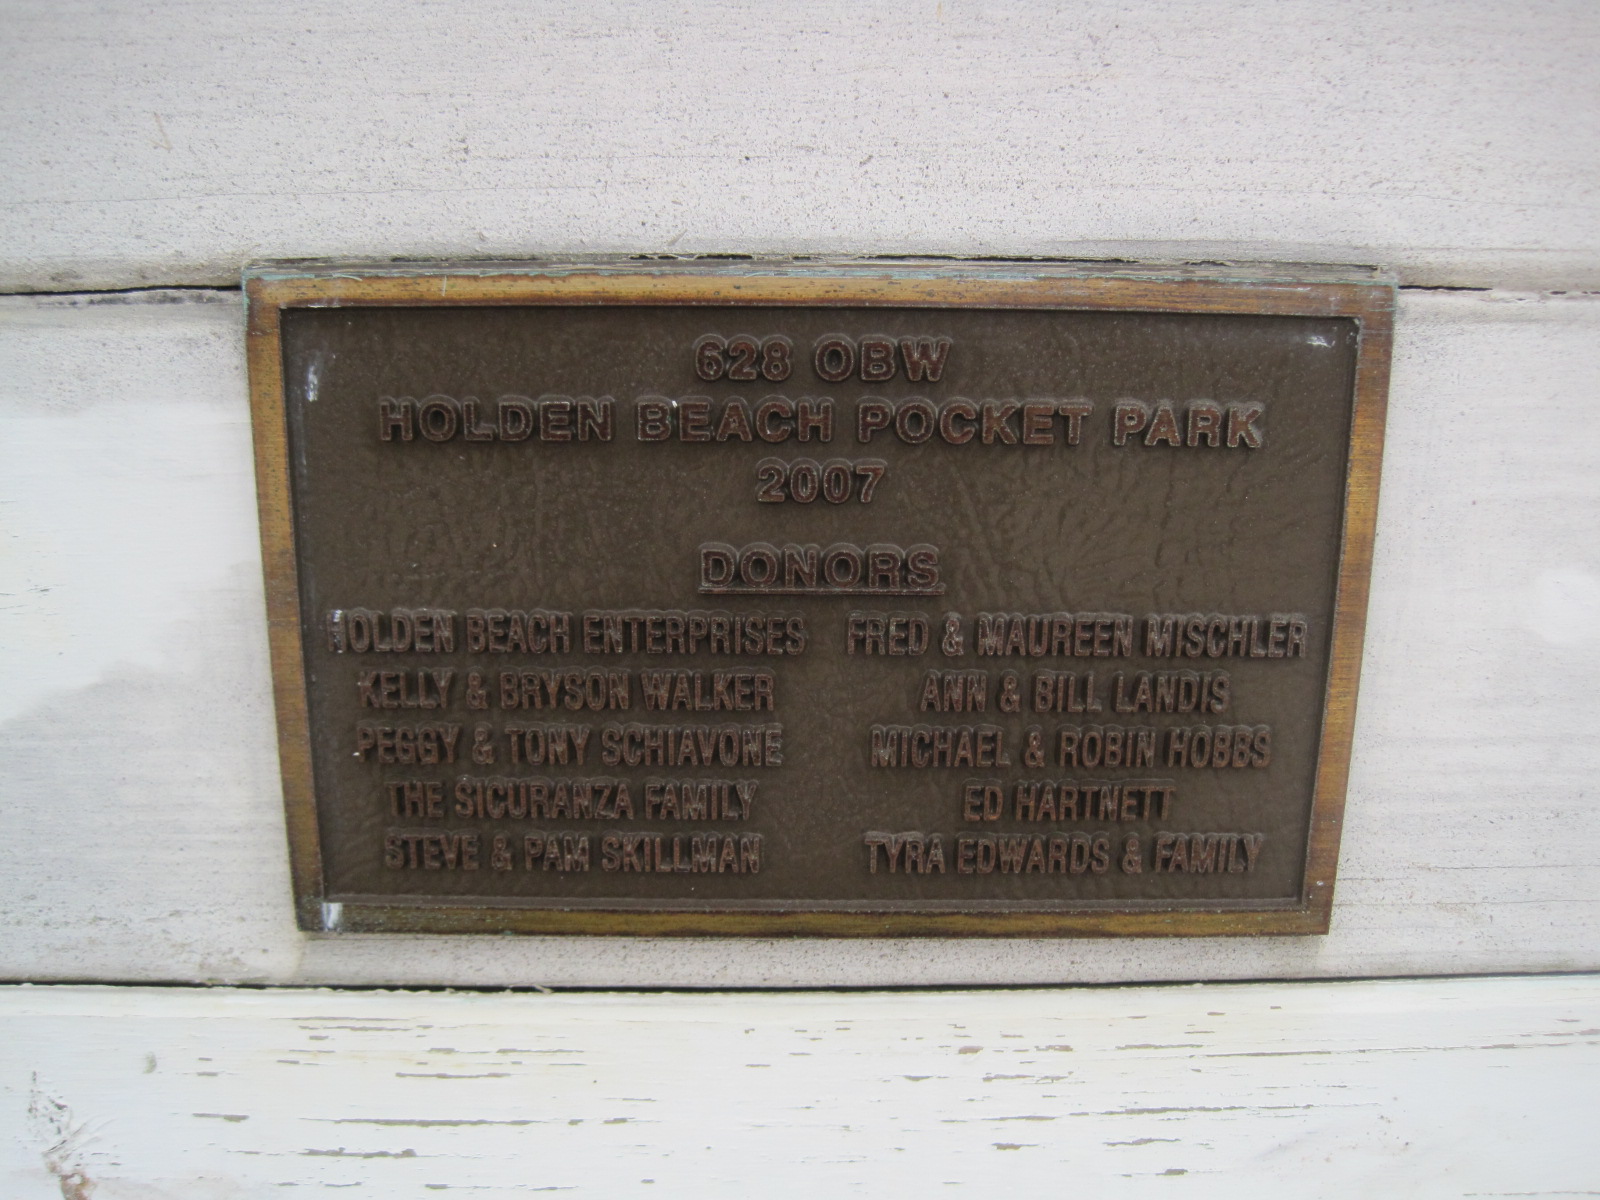 628 OBW
HOLDEN BEACH POCKET PARK
2007
DONORS
HOLDEN BEACH ENTERPRISES
KELLY & BRYSON WALKER
PEGGY & TONY SCHIAVONE
THE SICURANZA FAMILY
STEVE & PAM SKILLMAN
FRED & MAUREEN MISCHLER
ANN & BILL LANDIS
MICHAEL & ROBIN HOBBS
ED HARTNETT
TYRA EDWARDS & FAMILY